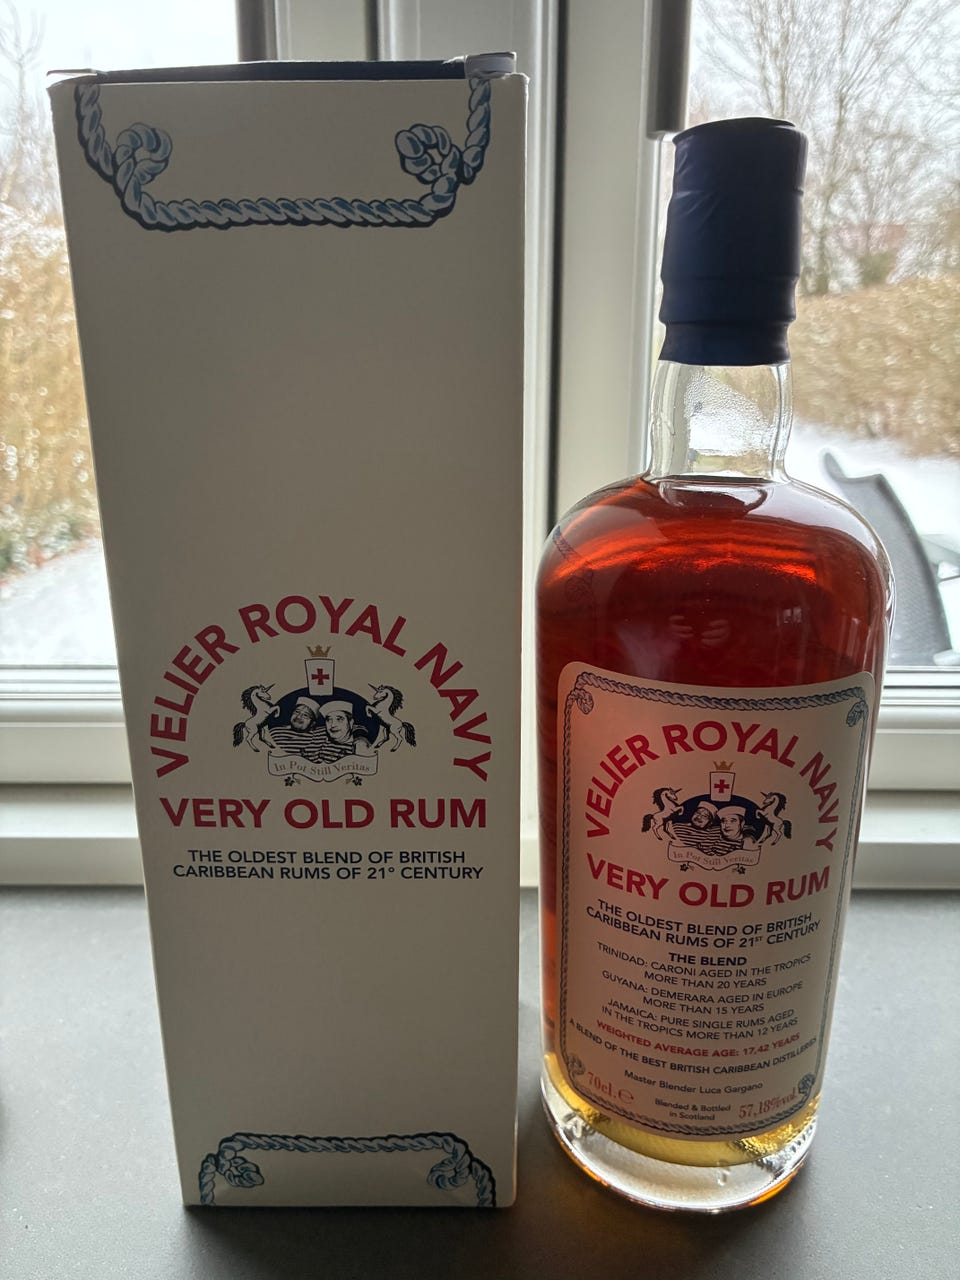 VELIER ROYAL NAVY
In Pot Still Veritas
VERY OLD RUM
THE OLDEST BLEND OF BRITISH
CARIBBEAN RUMS OF 21° CENTURY
VELIER ROYAL NAVY
In Pot Still Veritas
VERY OLD RUM
THE OLDEST BLEND OF BRITISH
CARIBBEAN RUMS OF 21ST CENTURY
THE BLEND
TRINIDAD: CARONI AGED IN THE TROPICS
MORE THAN 20 YEARS
GUYANA: DEMERARA AGED IN EUROPE
MORE THAN 15 YEARS
JAMAICA: PURE SINGLE RUMS AGED
IN THE TROPICS MORE THAN 12 YEARS
WEIGHTED AVERAGE AGE: 17,42 YEARS
A BLEND OF THE BEST BRITISH CARIBBEAN DISTILLERIES
Master Blender Luca Gargano
70cl. ℮
Blended & Bottled
in Scotland
57,18%vol.